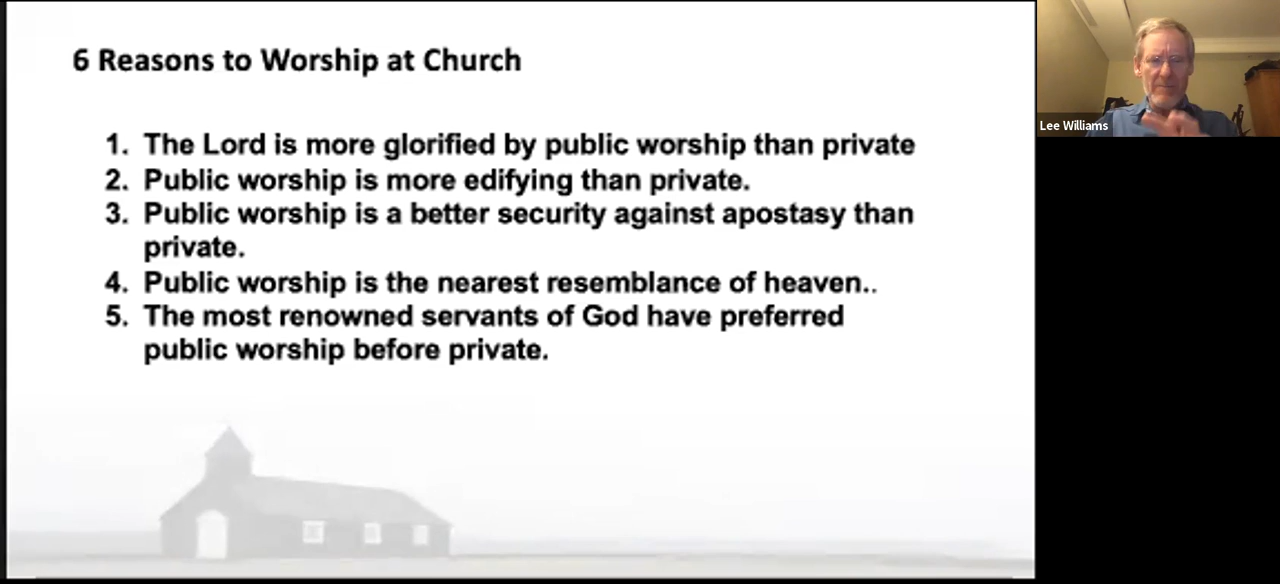 6 Reasons to Worship at Church
1. The Lord is more glorified by public worship than private
2. Public worship is more edifying than private.
3. Public worship is a better security against apostasy than
private.
4. Public worship is the nearest resemblance of heaven..
5. The most renowned servants of God have preferred
public worship before private.
Lee Williams